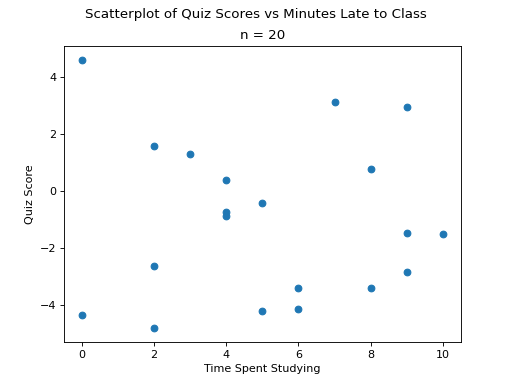 Scatterplot of Quiz Scores vs Minutes Late to Class
n = 20
4
2
0
−2
−4
Quiz Score
0 2 4 6 8 10
Time Spent Studying